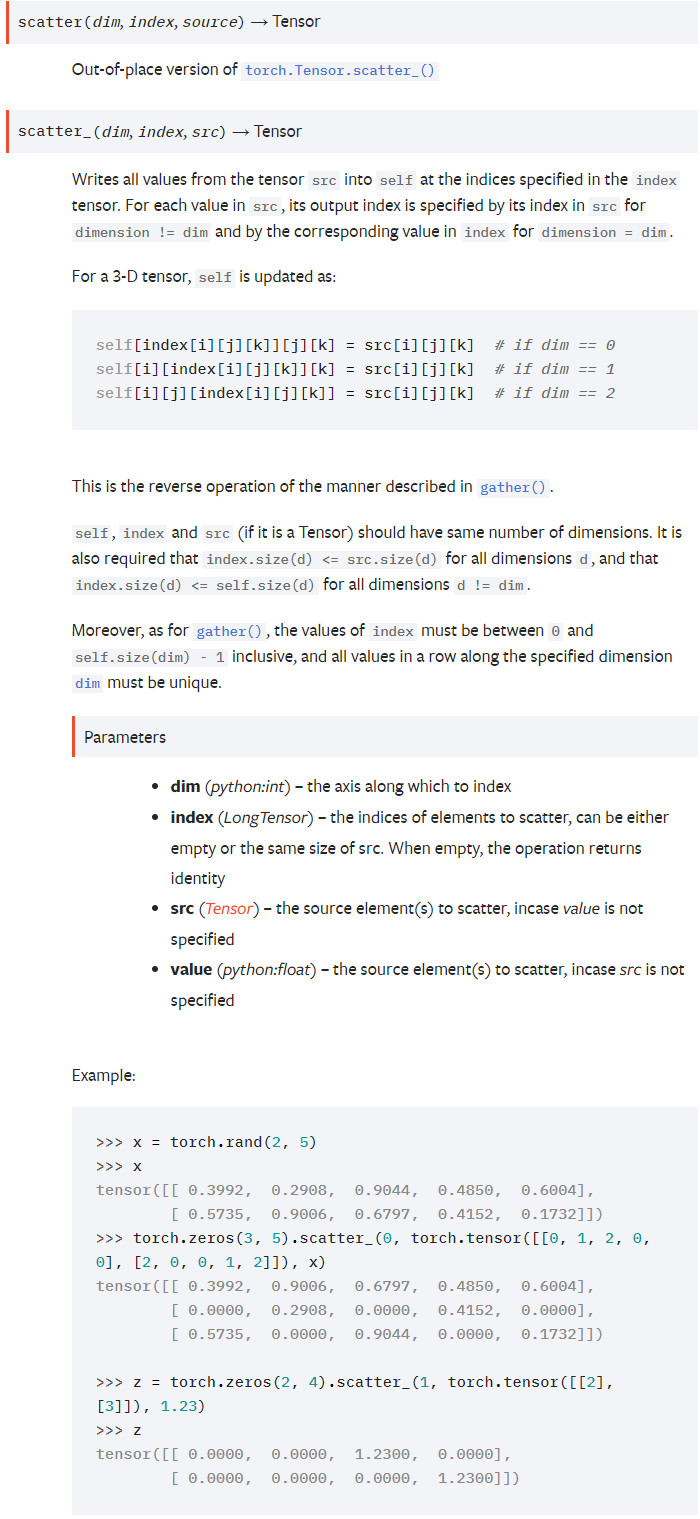 scatter(dim, index, source) → Tensor
Out-of-place version of torch.Tensor.scatter_()
scatter_(dim, index, src) → Tensor
Writes all values from the tensor src into self at the indices specified in the index
tensor. For each value in src , its output index is specified by its index in src for
dimension != dim and by the corresponding value in index for dimension = dim .
For a 3-D tensor, self is updated as:
self[index[i][j][k]][j][k] = src[i][j][k]  # if dim == 0
self[i][index[i][j][k]][k] = src[i][j][k]  # if dim == 1
self[i][j][index[i][j][k]] = src[i][j][k]  # if dim == 2
This is the reverse operation of the manner described in gather() .
self , index and src (if it is a Tensor) should have same number of dimensions. It is
also required that index.size(d) <= src.size(d) for all dimensions d , and that
index.size(d) <= self.size(d) for all dimensions d != dim .
Moreover, as for gather() , the values of index must be between 0 and
self.size(dim) - 1 inclusive, and all values in a row along the specified dimension
dim must be unique.
Parameters
• dim (python:int) – the axis along which to index
• index (LongTensor) – the indices of elements to scatter, can be either
empty or the same size of src. When empty, the operation returns
identity
• src (Tensor) – the source element(s) to scatter, incase value is not
specified
• value (python:float) – the source element(s) to scatter, incase src is not
specified
Example:
>>> x = torch.rand(2, 5)
>>> x
tensor([[ 0.3992,  0.2908,  0.9044,  0.4850,  0.6004],
        [ 0.5735,  0.9006,  0.6797,  0.4152,  0.1732]])
>>> torch.zeros(3, 5).scatter_(0, torch.tensor([[0, 1, 2, 0,
0], [2, 0, 0, 1, 2]]), x)
tensor([[ 0.3992,  0.9006,  0.6797,  0.4850,  0.6004],
        [ 0.0000,  0.2908,  0.0000,  0.4152,  0.0000],
        [ 0.5735,  0.0000,  0.9044,  0.0000,  0.1732]])
>>> z = torch.zeros(2, 4).scatter_(1, torch.tensor([[2],
[3]]), 1.23)
>>> z
tensor([[ 0.0000,  0.0000,  1.2300,  0.0000],
        [ 0.0000,  0.0000,  0.0000,  1.2300]])